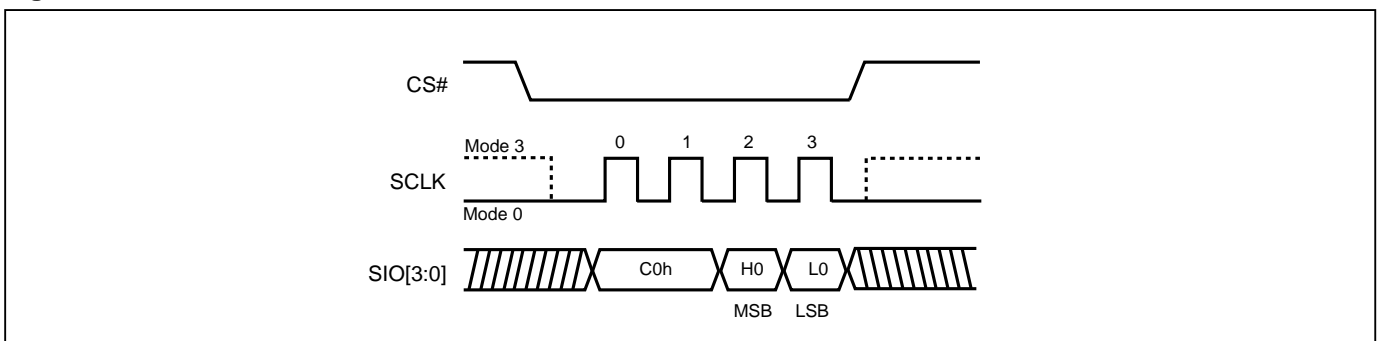 CS#
Mode 3 0 1 2 3
SCLK
Mode 0
SIO[3:0] C0h H0 L0
MSB LSB